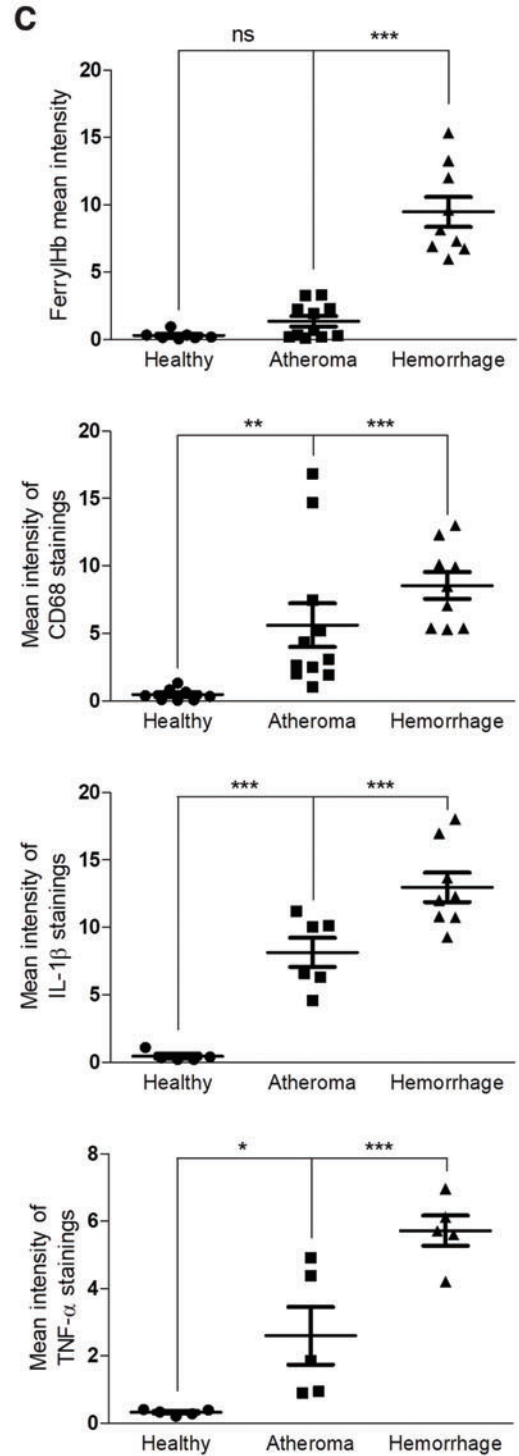 C
ns
***
20
15
10
5
0
FerrylHb mean intensity
Healthy
Atheroma
Hemorrhage
**
***
20
15
10
5
0
Mean intensity of
CD68 stainings
Healthy
Atheroma
Hemorrhage
***
***
20
15
10
5
0
Mean intensity of
IL-1β stainings
Healthy
Atheroma
Hemorrhage
*
***
8
6
4
2
0
Mean intensity of
TNF-α stainings
Healthy
Atheroma
Hemorrhage